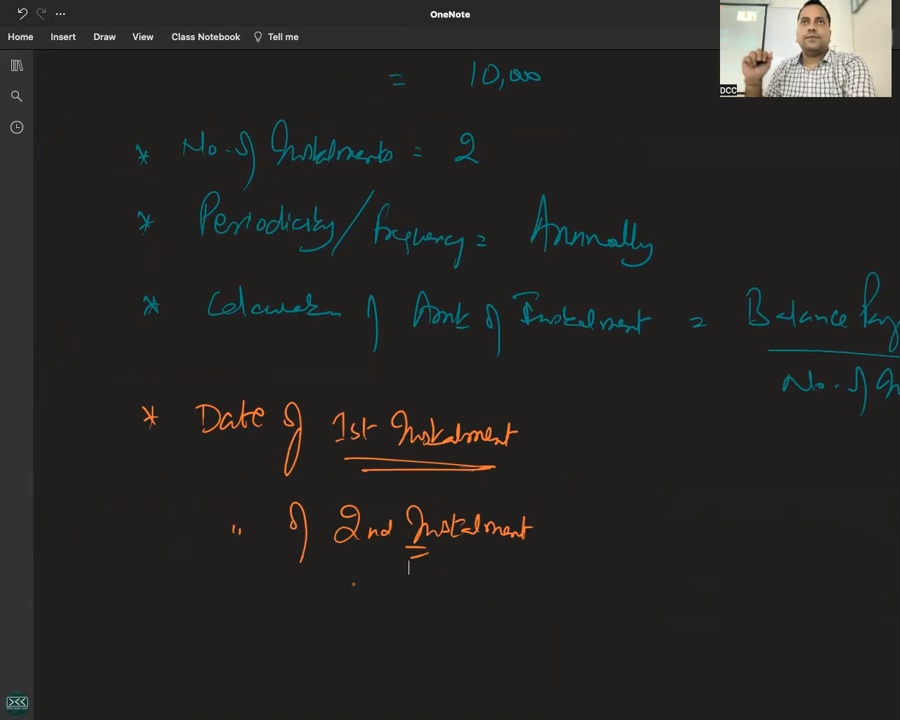 OneNote
Home Insert Draw View Class Notebook Tell me
DCC
= 10,000
* No. of Instalments = 2
* Periodicity/frequency = Annually
* of Amt of Instalment = Balance Pay
No. of In
* Date of 1st Instalment
" of 2nd Instalment